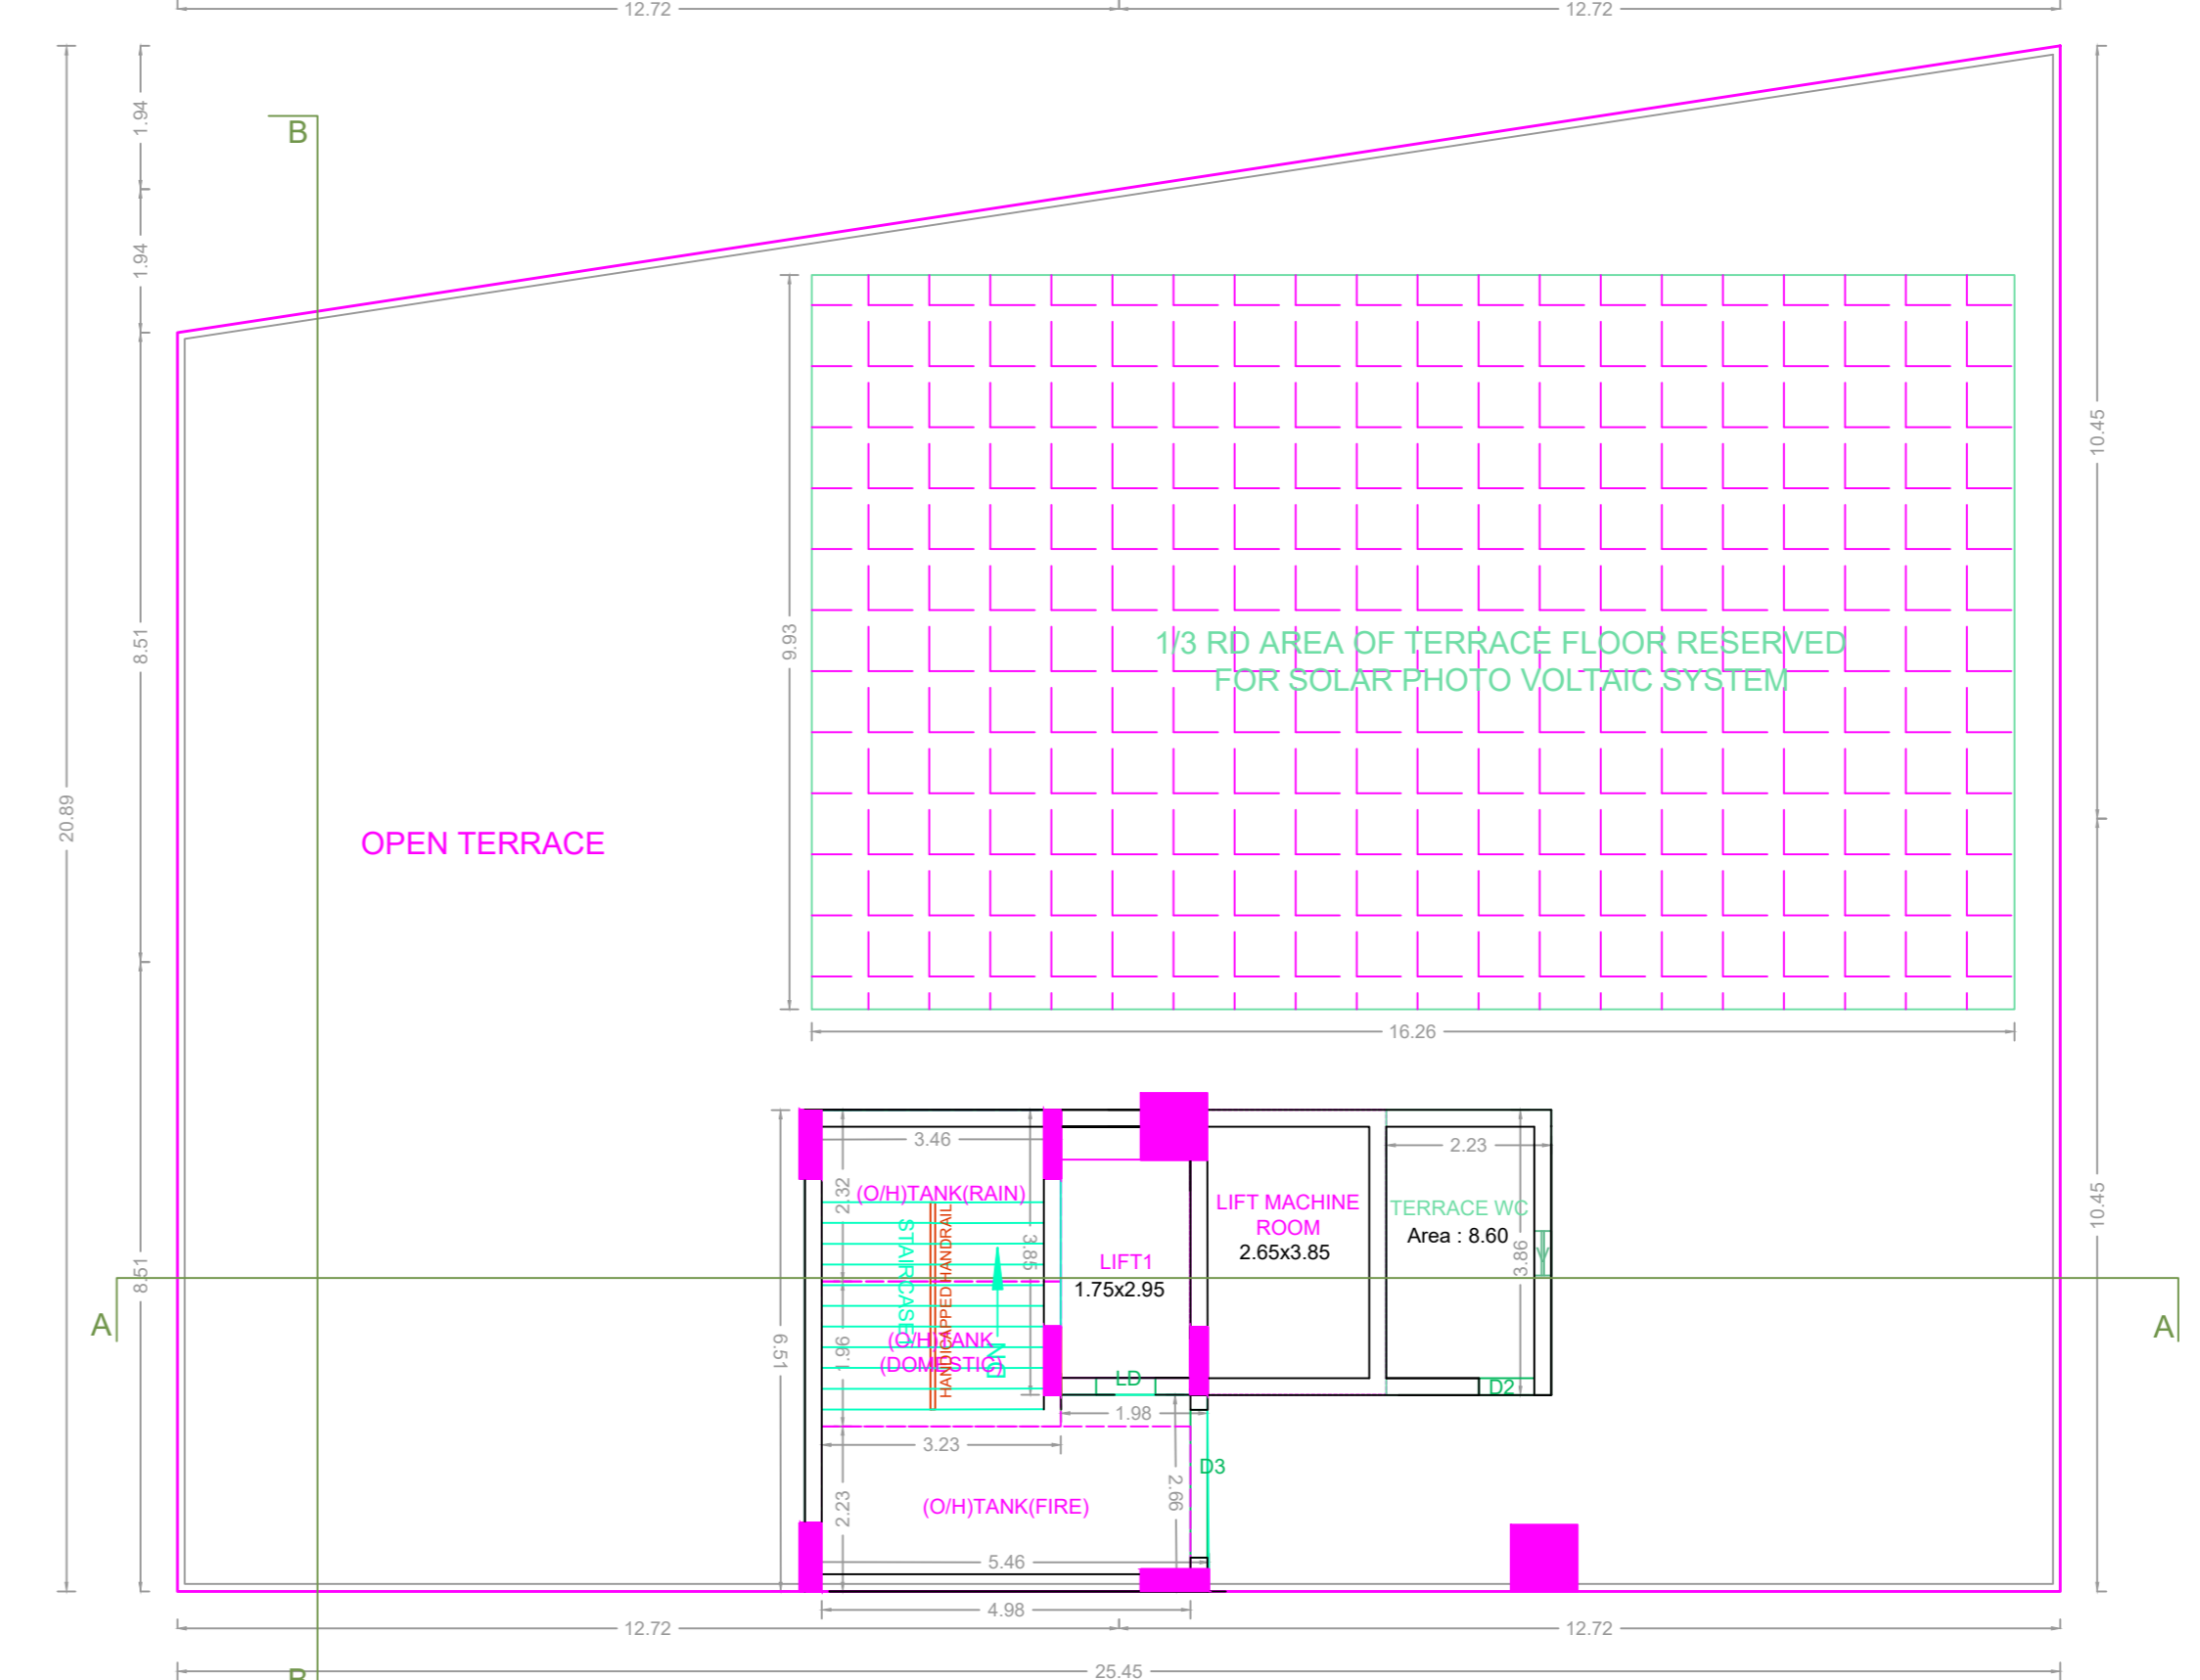 12.72
12.72
B
1.94
1.94
10.45
8.51
9.93
1/3 RD AREA OF TERRACE FLOOR RESERVED
FOR SOLAR PHOTO VOLTAIC SYSTEM
20.89
OPEN TERRACE
16.26
3.46
2.23
2.32
(O/H)TANK(RAIN)
LIFT MACHINE
ROOM
2.65x3.85
TERRACE WC
Area : 8.60
10.45
STAIRCASE1
HANDICAPPED HANDRAIL
3.85
LIFT1
1.75x2.95
3.86
V
8.51
A
A
6.51
1.96
(O/H)TANK
(DOMESTIC)
DN
LD
D2
1.98
3.23
D3
2.23
(O/H)TANK(FIRE)
2.66
5.46
4.98
12.72
12.72
25.45
B